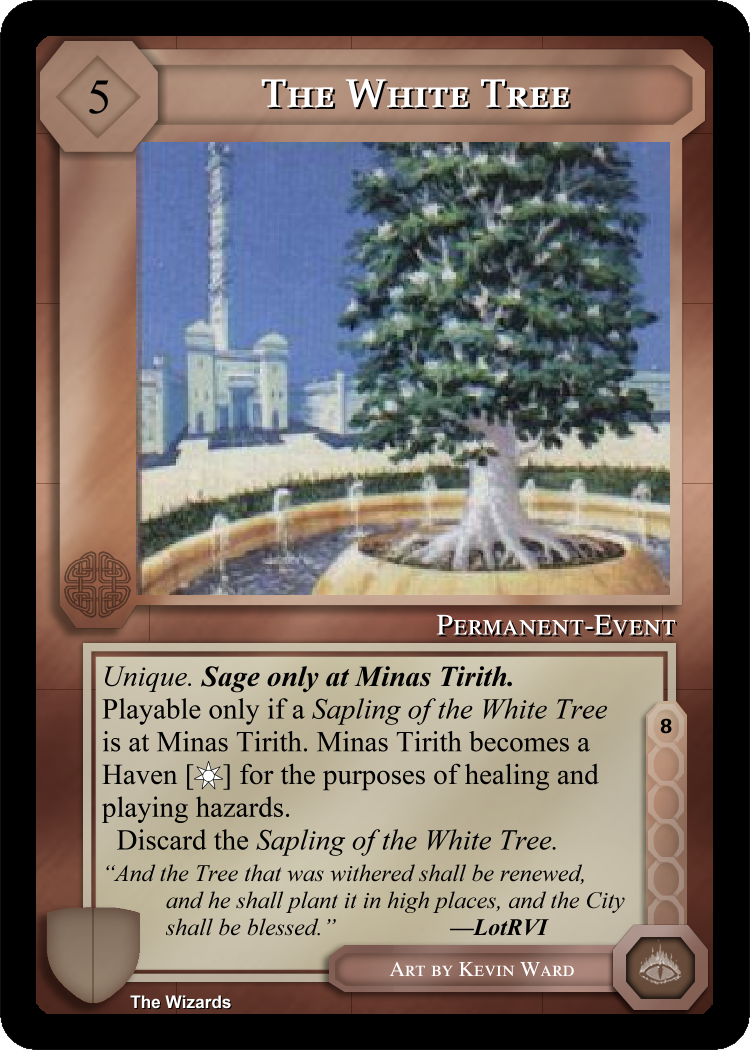 5
The White Tree
Permanent-Event
Unique. Sage only at Minas Tirith.
Playable only if a Sapling of the White Tree
is at Minas Tirith. Minas Tirith becomes a
Haven [☼] for the purposes of healing and
playing hazards.
Discard the Sapling of the White Tree.
8
“And the Tree that was withered shall be renewed,
and he shall plant it in high places, and the City
shall be blessed.” —LotRVI
Art by Kevin Ward
The Wizards